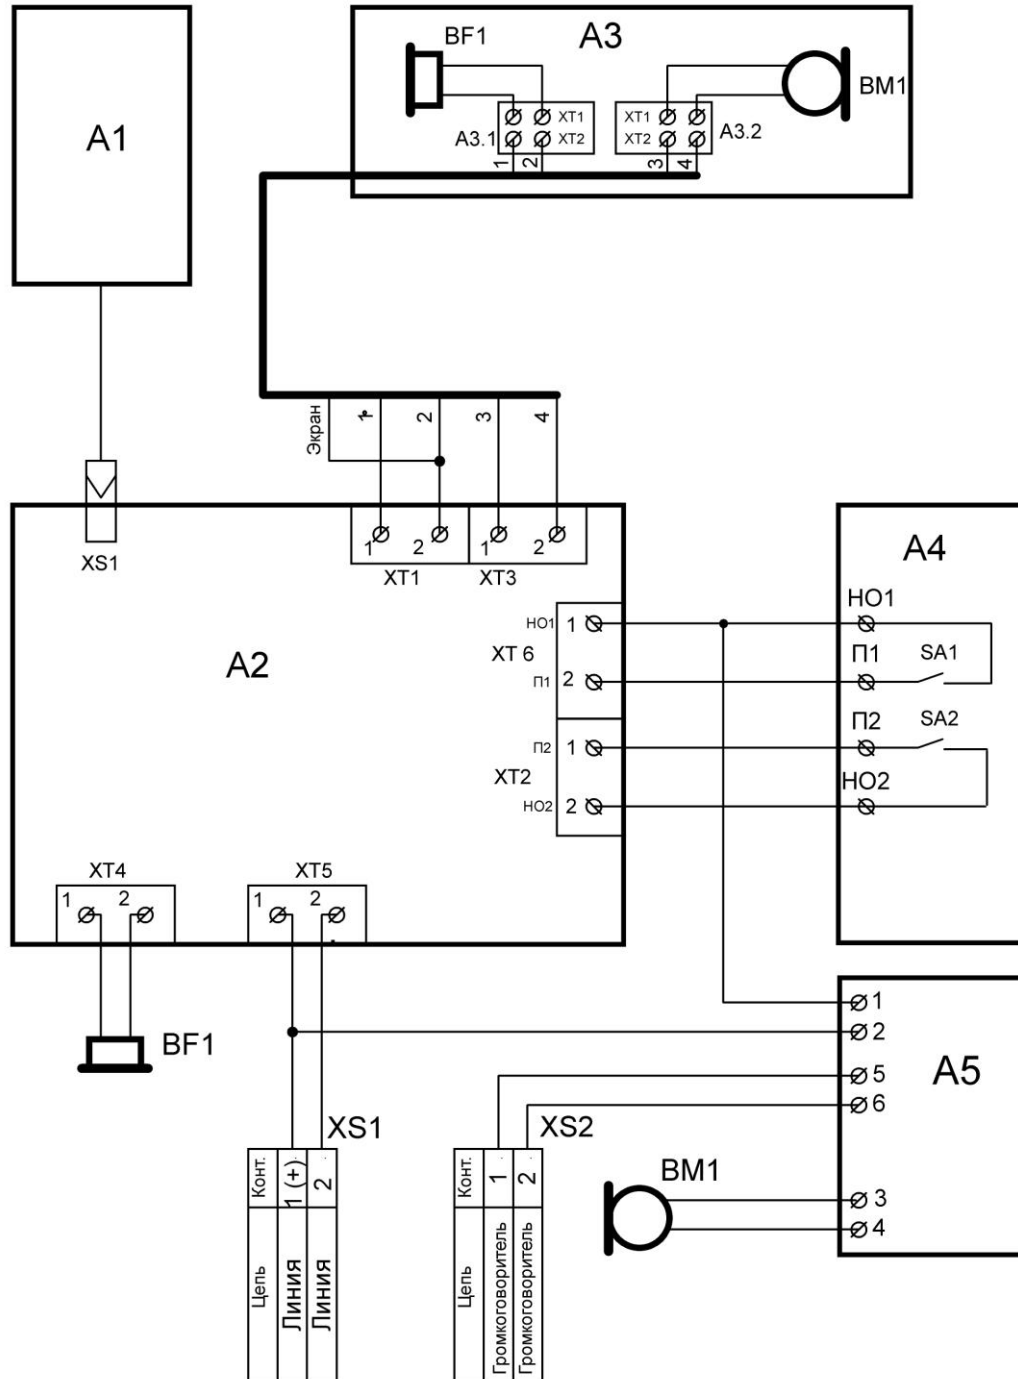 A1
A3
BF1
BM1
XT1
XT2
A3.1
XT1
XT2
A3.2
1
2
3
4
Экран
1
2
3
4
XS1
1
2
XT1
1
2
XT3
A2
НО1
1
XT 6
П1
2
П2
1
XT2
НО2
2
A4
НО1
П1
SA1
П2
SA2
НО2
XT4
1
2
XT5
1
2
BF1
A5
1
2
5
6
3
4
XS1
Конт.
1 (+)
2
Цепь
Линия
Линия
XS2
Конт.
1
2
Цепь
Громкоговоритель
Громкоговоритель
BM1